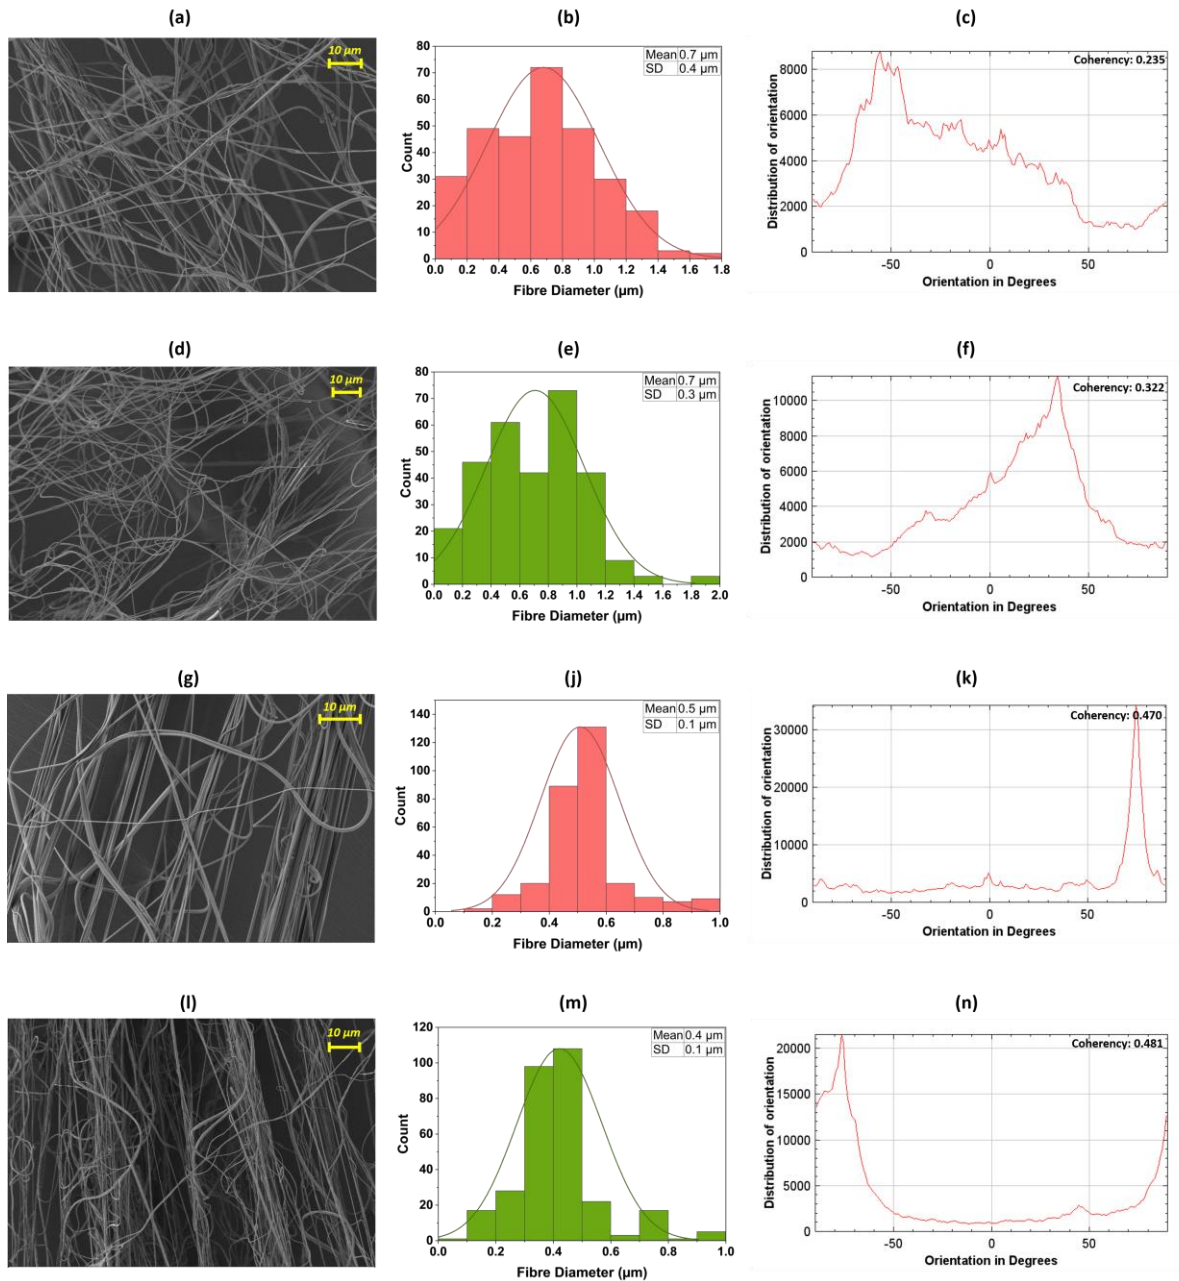 (a)
(b)
(c)
10 µm
80
70
60
50
40
30
20
10
0
Count
Mean 0.7 µm
SD 0.4 µm
0.0 0.2 0.4 0.6 0.8 1.0 1.2 1.4 1.6 1.8
Fibre Diameter (µm)
8000
6000
4000
2000
0
Distribution of orientation
Coherency: 0.235
-50 0 50
Orientation in Degrees
(d)
(e)
(f)
10 µm
80
70
60
50
40
30
20
10
0
Count
Mean 0.7 µm
SD 0.3 µm
0.0 0.2 0.4 0.6 0.8 1.0 1.2 1.4 1.6 1.8 2.0
Fibre Diameter (µm)
10000
8000
6000
4000
2000
0
Distribution of orientation
Coherency: 0.322
-50 0 50
Orientation in Degrees
(g)
(j)
(k)
10 µm
140
120
100
80
60
40
20
0
Count
Mean 0.5 µm
SD 0.1 µm
0.0 0.2 0.4 0.6 0.8 1.0
Fibre Diameter (µm)
30000
20000
10000
0
Distribution of orientation
Coherency: 0.470
-50 0 50
Orientation in Degrees
(l)
(m)
(n)
10 µm
120
100
80
60
40
20
0
Count
Mean 0.4 µm
SD 0.1 µm
0.0 0.2 0.4 0.6 0.8 1.0
Fibre Diameter (µm)
20000
15000
10000
5000
0
Distribution of orientation
Coherency: 0.481
-50 0 50
Orientation in Degrees